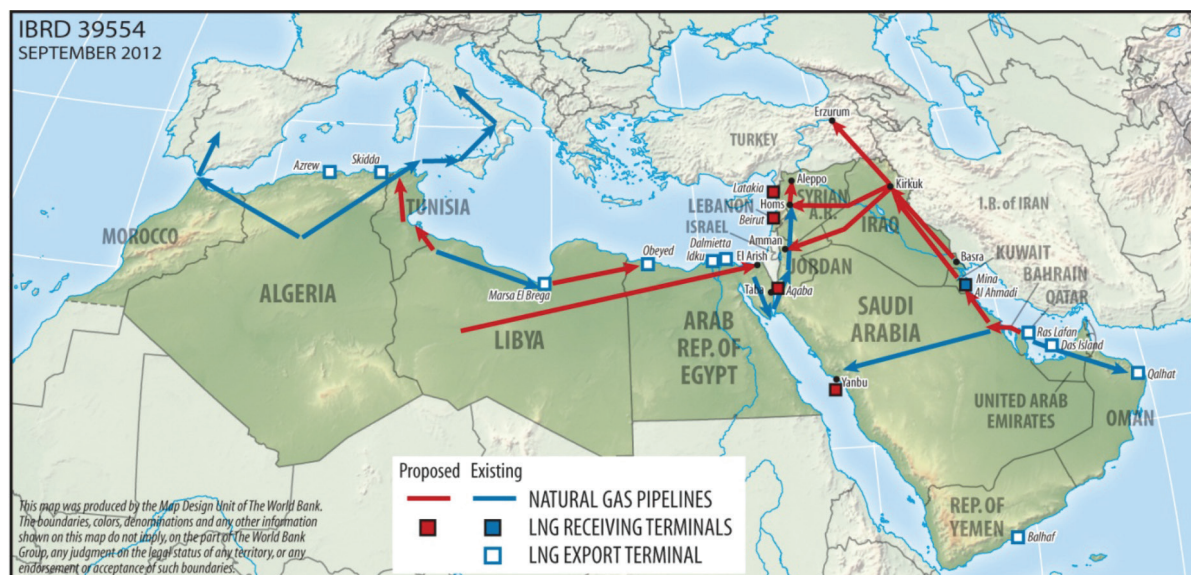 IBRD 39554
SEPTEMBER 2012
Erzurum
TURKEY
Azrew
Skidda
Aleppo
Kirkuk
Latakia
Homs
SYRIAN
A.R.
LEBANON
Beirut
I.R. of IRAN
TUNISIA
MOROCCO
ISRAEL
IRAQ
Dalmietta
Amman
Obeyed
Idku
El Arish
KUWAIT
Basra
JORDAN
BAHRAIN
Mina
Al Ahmadi
Taba
Aqaba
QATAR
Marsa El Brega
ALGERIA
SAUDI
ARABIA
LIBYA
ARAB
REP. OF
EGYPT
Ras Lafan
Das Island
Qalhat
Yanbu
UNITED ARAB
EMIRATES
OMAN
REP. OF
YEMEN
Balhaf
Proposed Existing
NATURAL GAS PIPELINES
LNG RECEIVING TERMINALS
LNG EXPORT TERMINAL
This map was produced by the Map Design Unit of The World Bank.
The boundaries, colors, denominations and any other information
shown on this map do not imply, on the part of The World Bank
Group, any judgment on the legal status of any territory, or any
endorsement or acceptance of such boundaries.